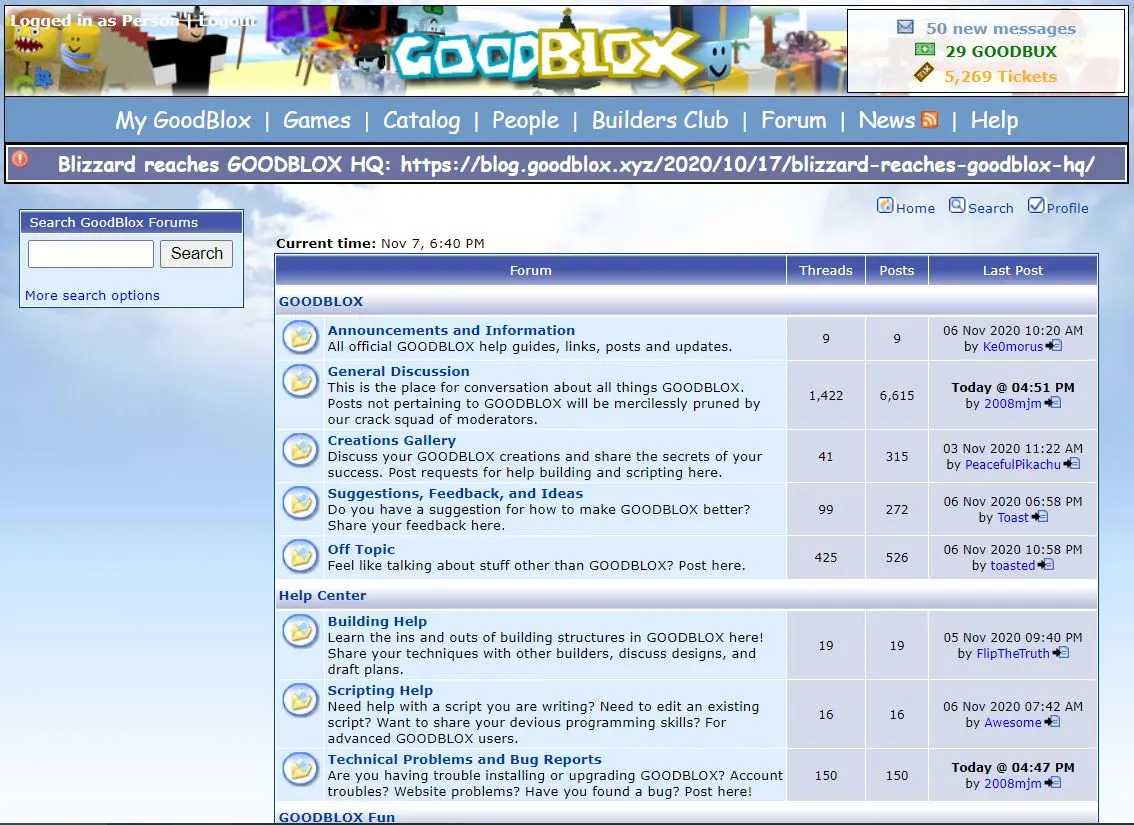 Logged in as Person | Logout
GOODBLOX
50 new messages
29 GOODBUX
5,269 Tickets
My GoodBlox | Games | Catalog | People | Builders Club | Forum | News | Help
Blizzard reaches GOODBLOX HQ: https://blog.goodblox.xyz/2020/10/17/blizzard-reaches-goodblox-hq/
Home Search Profile
Search GoodBlox Forums
Search
More search options
Current time: Nov 7, 6:40 PM
Forum Threads Posts Last Post
GOODBLOX
Announcements and Information
All official GOODBLOX help guides, links, posts and updates.
9 9
06 Nov 2020 10:20 AM
by Ke0morus
General Discussion
This is the place for conversation about all things GOODBLOX.
Posts not pertaining to GOODBLOX will be mercilessly pruned by
our crack squad of moderators.
1,422 6,615
Today @ 04:51 PM
by 2008mjm
Creations Gallery
Discuss your GOODBLOX creations and share the secrets of your
success. Post requests for help building and scripting here.
41 315
03 Nov 2020 11:22 AM
by PeacefulPikachu
Suggestions, Feedback, and Ideas
Do you have a suggestion for how to make GOODBLOX better?
Share your feedback here.
99 272
06 Nov 2020 06:58 PM
by Toast
Off Topic
Feel like talking about stuff other than GOODBLOX? Post here.
425 526
06 Nov 2020 10:58 PM
by toasted
Help Center
Building Help
Learn the ins and outs of building structures in GOODBLOX here!
Share your techniques with other builders, discuss designs, and
draft plans.
19 19
05 Nov 2020 09:40 PM
by FlipTheTruth
Scripting Help
Need help with a script you are writing? Need to edit an existing
script? Want to share your devious programming skills? For
advanced GOODBLOX users.
16 16
06 Nov 2020 07:42 AM
by Awesome
Technical Problems and Bug Reports
Are you having trouble installing or upgrading GOODBLOX? Account
troubles? Website problems? Have you found a bug? Post here!
150 150
Today @ 04:47 PM
by 2008mjm
GOODBLOX Fun